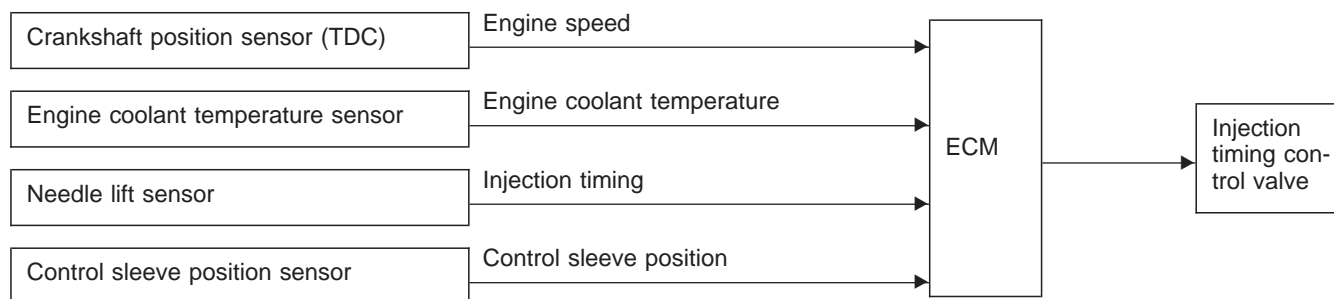 Crankshaft position sensor (TDC)
Engine speed
Engine coolant temperature sensor
Engine coolant temperature
Needle lift sensor
Injection timing
Control sleeve position sensor
Control sleeve position
ECM
Injection
timing con-
trol valve